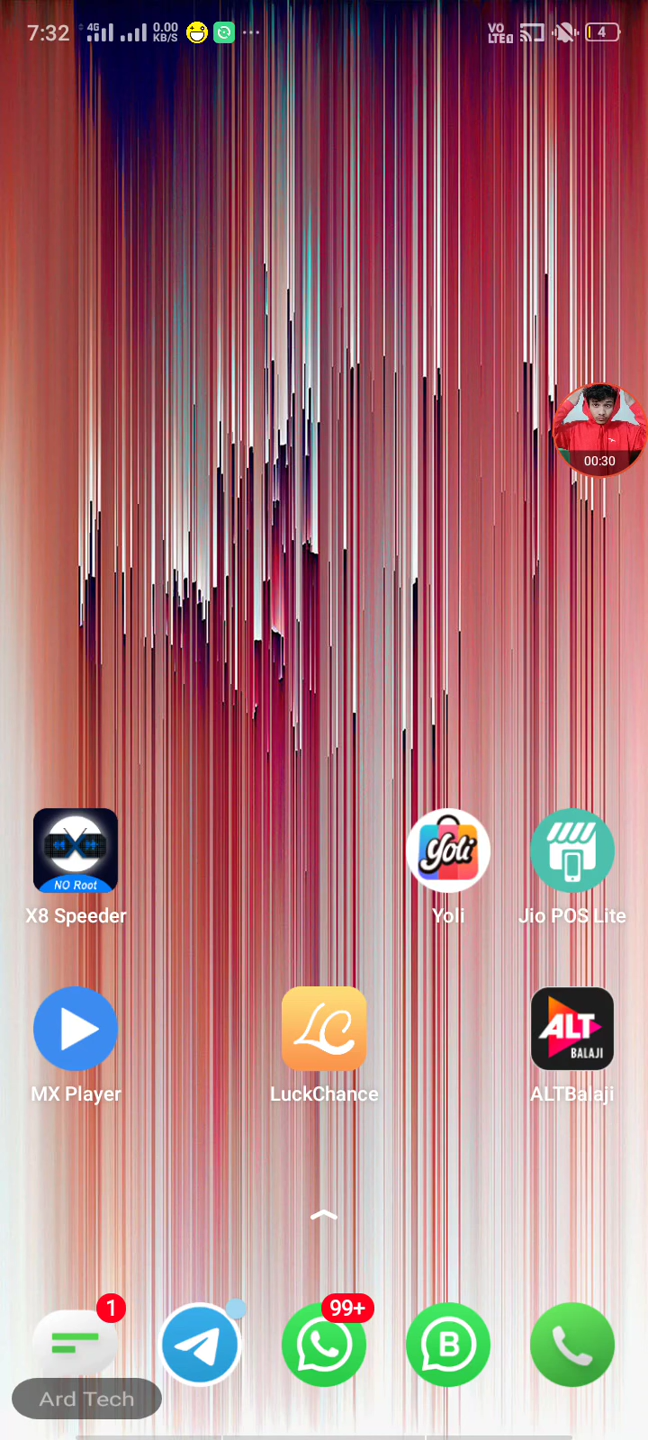 7:32 4G 0.00 KB/S VO LTE 4
00:30
NO Root
Yoli
X8 Speeder Yoli Jio POS Lite
LC
ALT
BALAJI
MX Player LuckChance ALTBalaji
1 99+
B
Ard Tech